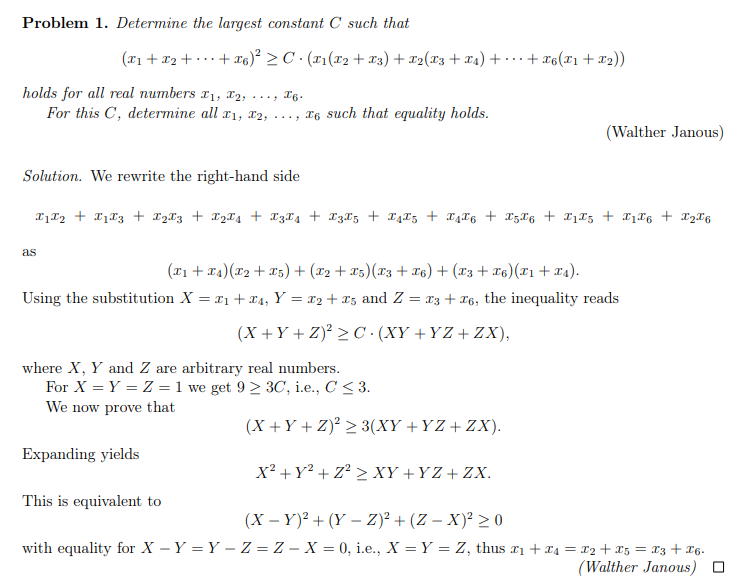 Problem 1. Determine the largest constant C such that
(x₁ + x₂ + ··· + x₆)² ≥ C · (x₁(x₂ + x₃) + x₂(x₃ + x₄) + ··· + x₆(x₁ + x₂))
holds for all real numbers x₁, x₂, ..., x₆.
For this C, determine all x₁, x₂, ..., x₆ such that equality holds.
(Walther Janous)
Solution. We rewrite the right-hand side
x₁x₂ + x₁x₃ + x₂x₃ + x₂x₄ + x₃x₄ + x₃x₅ + x₄x₅ + x₄x₆ + x₅x₆ + x₁x₅ + x₁x₆ + x₂x₆
as
(x₁ + x₄)(x₂ + x₅) + (x₂ + x₅)(x₃ + x₆) + (x₃ + x₆)(x₁ + x₄).
Using the substitution X = x₁ + x₄, Y = x₂ + x₅ and Z = x₃ + x₆, the inequality reads
(X + Y + Z)² ≥ C · (XY + YZ + ZX),
where X, Y and Z are arbitrary real numbers.
For X = Y = Z = 1 we get 9 ≥ 3C, i.e., C ≤ 3.
We now prove that
(X + Y + Z)² ≥ 3(XY + YZ + ZX).
Expanding yields
X² + Y² + Z² ≥ XY + YZ + ZX.
This is equivalent to
(X − Y)² + (Y − Z)² + (Z − X)² ≥ 0
with equality for X − Y = Y − Z = Z − X = 0, i.e., X = Y = Z, thus x₁ + x₄ = x₂ + x₅ = x₃ + x₆.
(Walther Janous) □